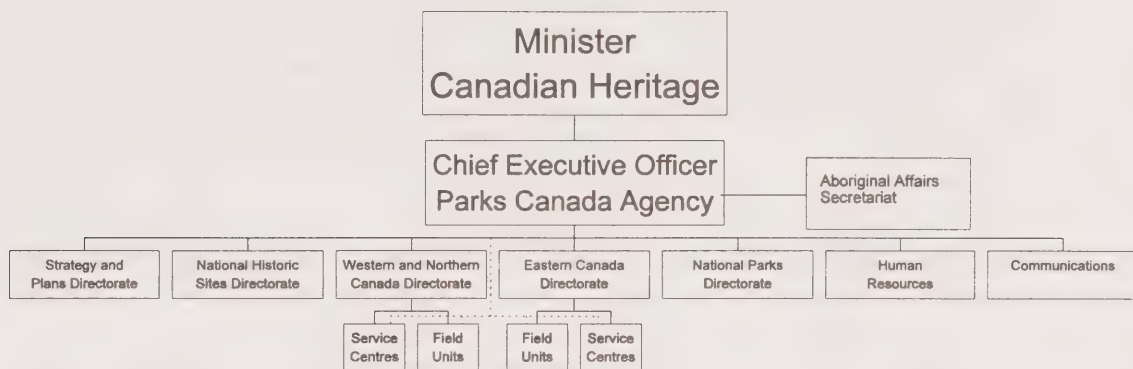 Minister
Canadian Heritage
Chief Executive Officer
Parks Canada Agency
Aboriginal Affairs
Secretariat
Strategy and
Plans Directorate
National Historic
Sites Directorate
Western and Northern
Canada Directorate
Eastern Canada
Directorate
National Parks
Directorate
Human
Resources
Communications
Service
Centres
Field
Units
Field
Units
Service
Centres